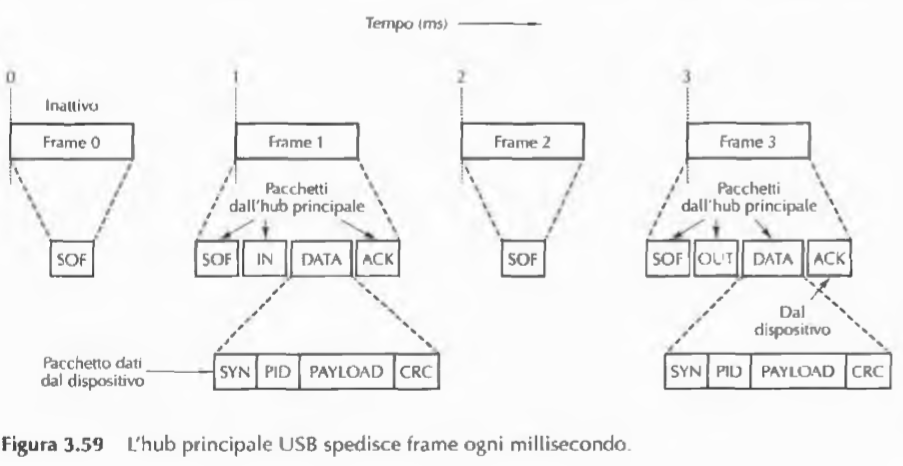 Tempo (ms)
0
1
2
3
Inattivo
Frame 0
Frame 1
Frame 2
Frame 3
Pacchetti
dall'hub principale
Pacchetti
dall'hub principale
SOF
SOF
IN
DATA
ACK
SOF
SOF
OUT
DATA
ACK
Dal
dispositivo
Pacchetto dati
dal dispositivo
SYN
PID
PAYLOAD
CRC
SYN
PID
PAYLOAD
CRC
Figura 3.59 L'hub principale USB spedisce frame ogni millisecondo.